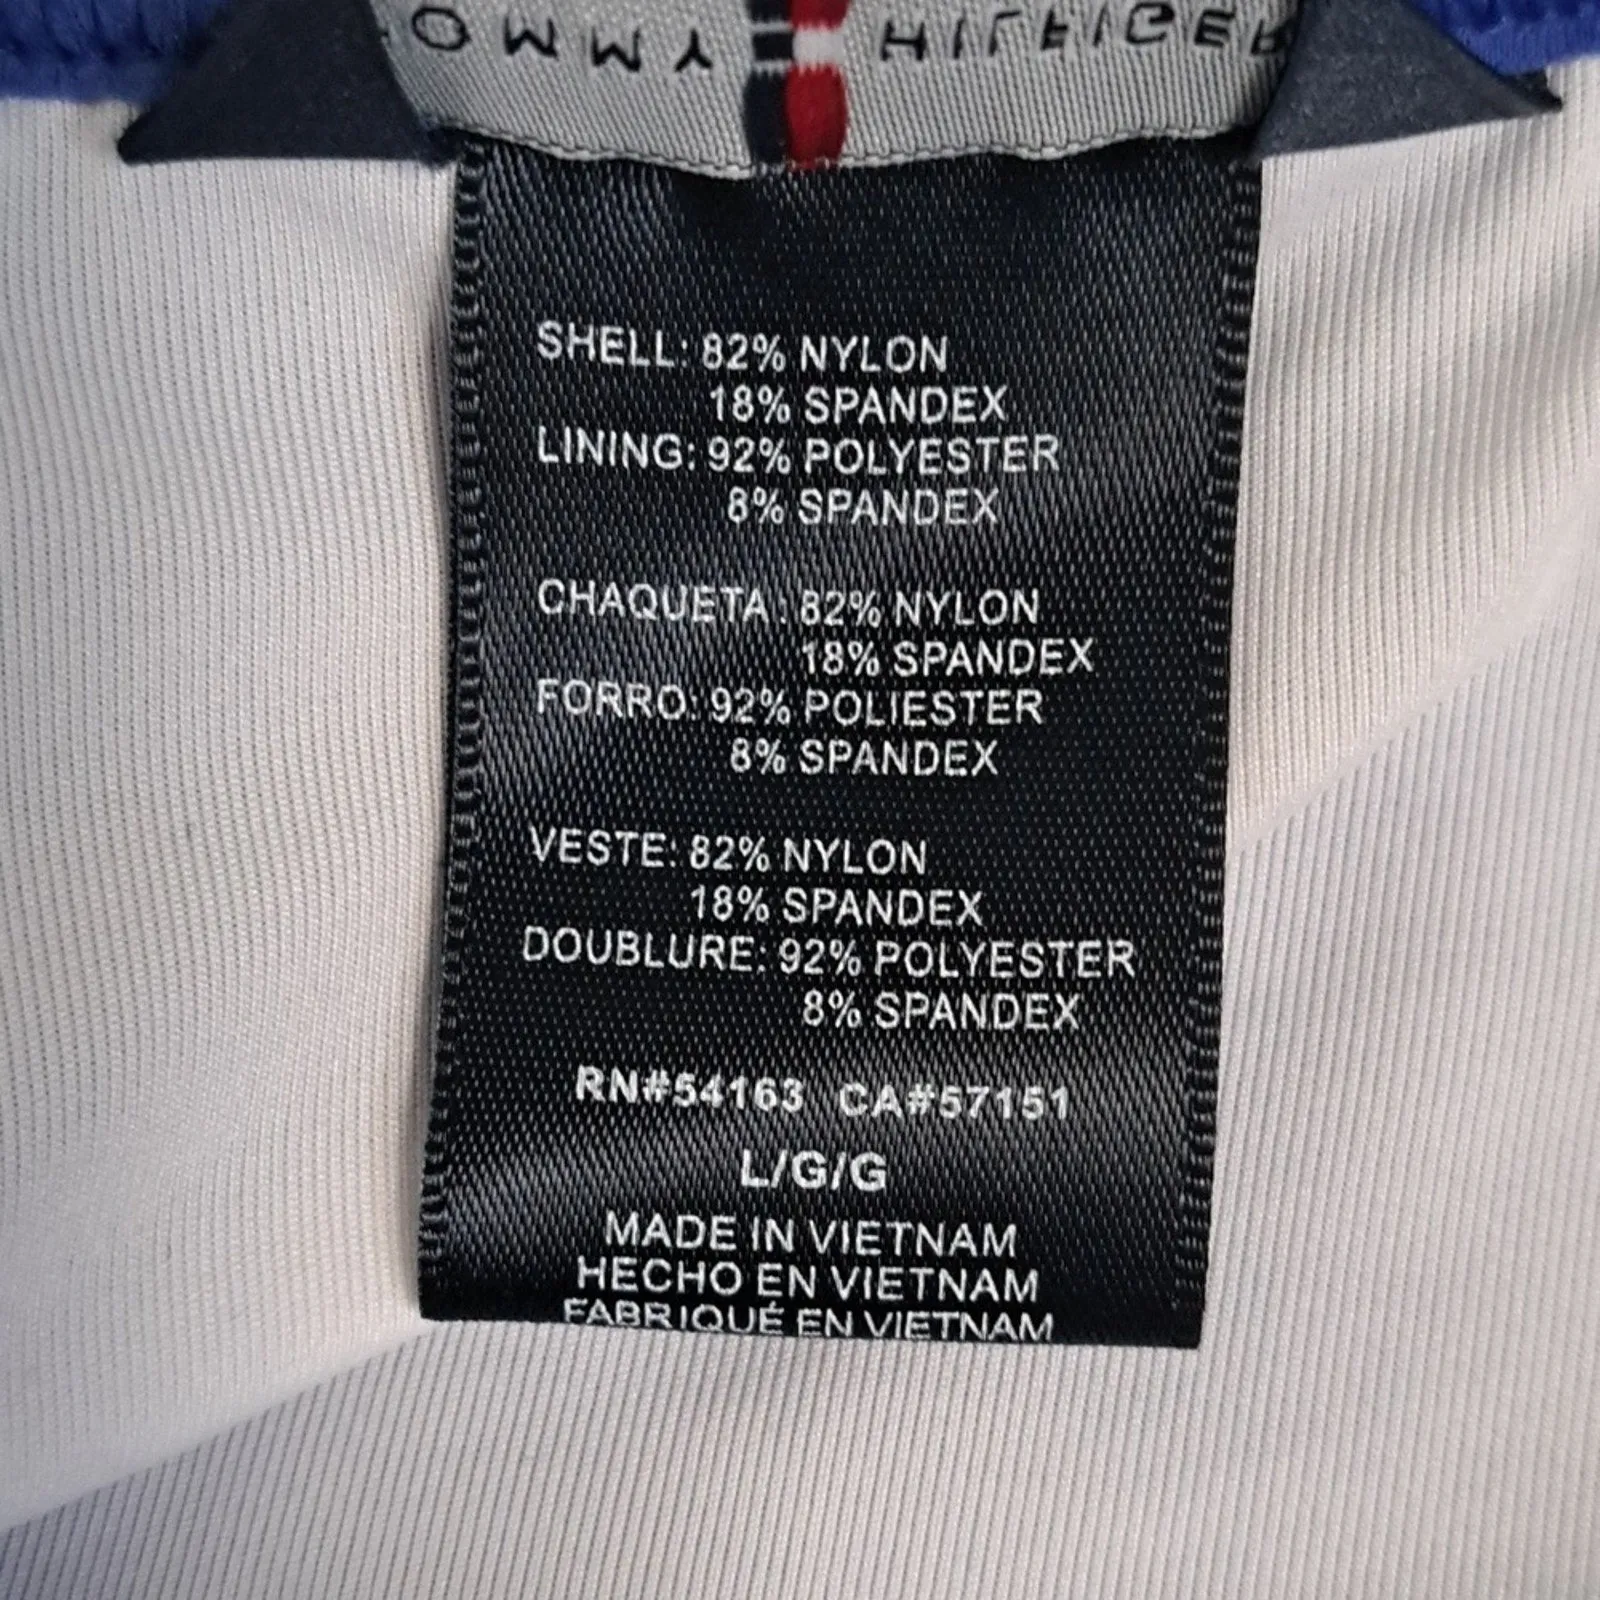 OMMY HILFIGER
SHELL: 82% NYLON
18% SPANDEX
LINING: 92% POLYESTER
8% SPANDEX
CHAQUETA: 82% NYLON
18% SPANDEX
FORRO: 92% POLIESTER
8% SPANDEX
VESTE: 82% NYLON
18% SPANDEX
DOUBLURE: 92% POLYESTER
8% SPANDEX
RN#54163 CA#57151
L/G/G
MADE IN VIETNAM
HECHO EN VIETNAM
FABRIQUÉ EN VIETNAM